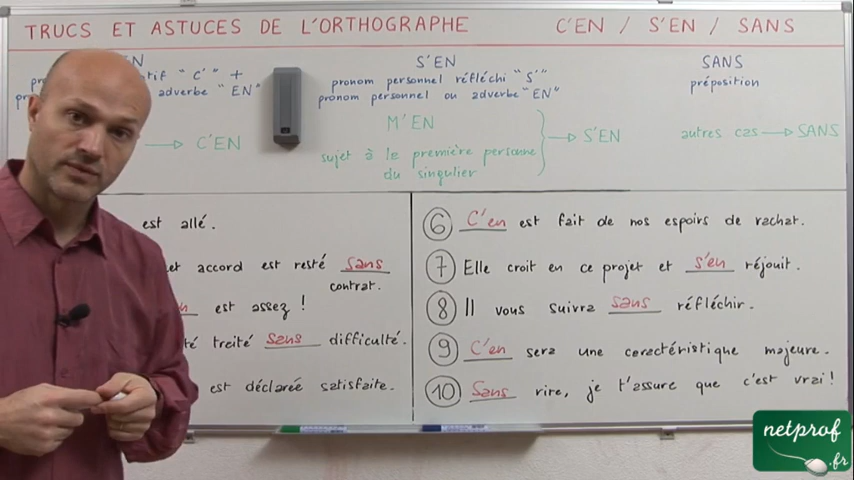 TRUCS ET ASTUCES DE L'ORTHOGRAPHE C'EN / S'EN / SANS
EN S'EN SANS
"C'" + pronom personnel réfléchi "S'" préposition
adverbe "EN" pronom personnel ou adverbe "EN"
M'EN
C'EN S'EN autres cas SANS
sujet à la première personne
du singulier
est allé.
accord est resté sans
contrat.
est assez !
traité sans difficulté.
est déclarée satisfaite.
6 C'en est fait de nos espoirs de rachat.
7 Elle croit en ce projet et s'en réjouit.
8 Il vous suivra sans réfléchir.
9 C'en sera une caractéristique majeure.
10 Sans rire, je t'assure que c'est vrai !
netprof
.fr